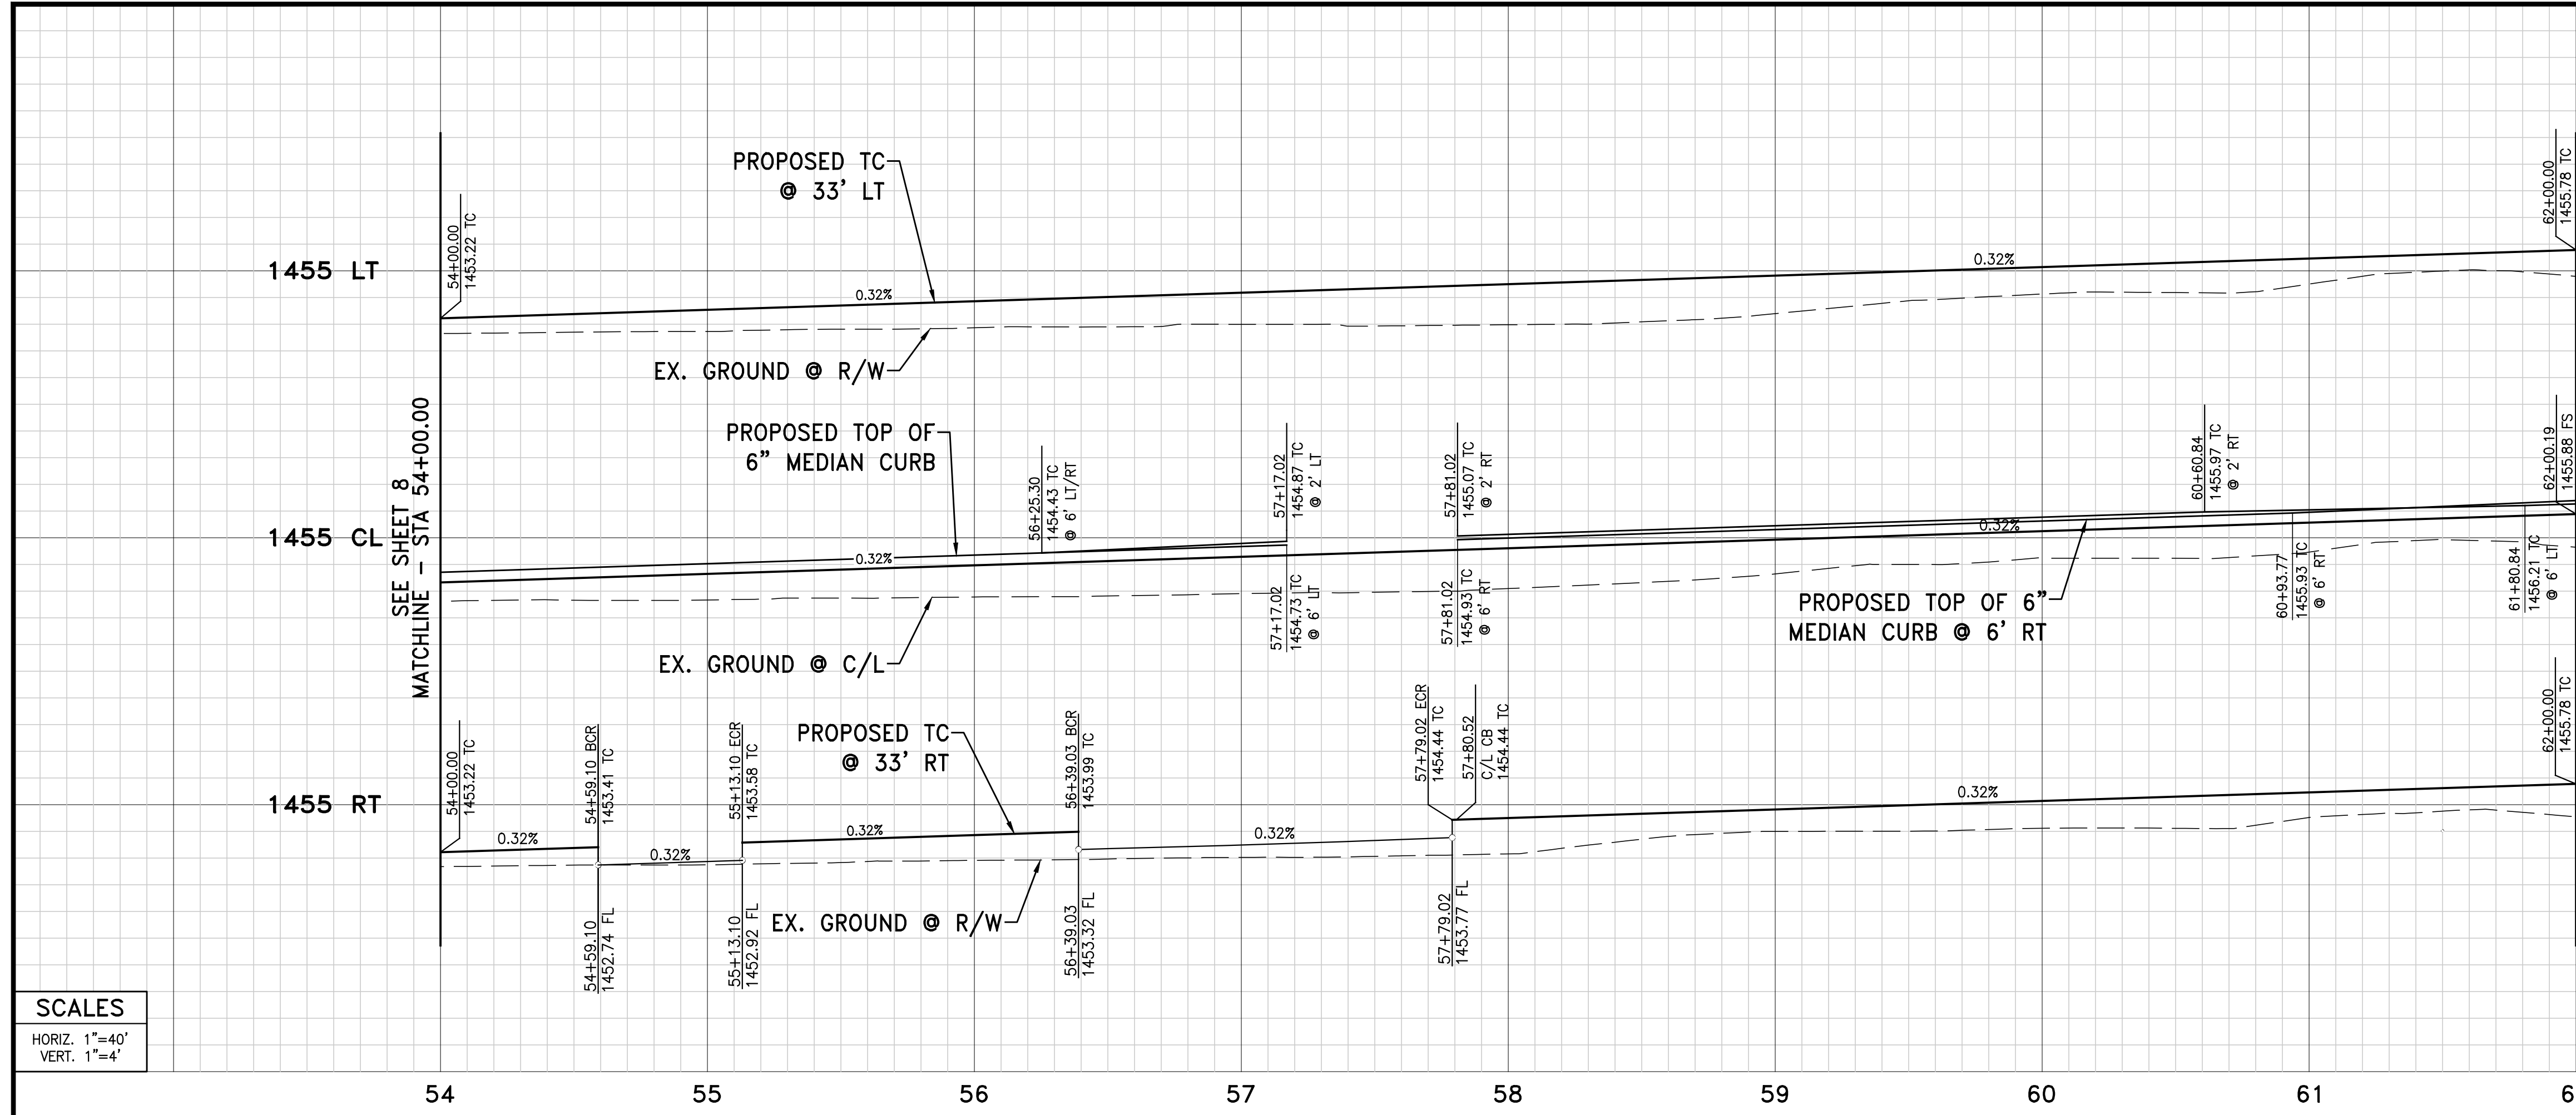 PROPOSED TC
@ 33' LT
54+00.00
1453.22 TC
62+00.00
1455.78 TC
1455 LT
0.32%
0.32%
EX. GROUND @ R/W
SEE SHEET 8
MATCHLINE – STA 54+00.00
PROPOSED TOP OF
6" MEDIAN CURB
56+25.30
1454.43 TC
@ 6' LT/RT
57+17.02
1454.87 TC
@ 2' LT
57+81.02
1455.07 TC
@ 2' RT
60+60.84
1455.97 TC
@ 2' RT
62+00.19
1455.88 FS
1455 CL
0.32%
0.32%
57+17.02
1454.73 TC
@ 6' LT
57+81.02
1454.93 TC
@ 6' RT
PROPOSED TOP OF 6"
MEDIAN CURB @ 6' RT
60+93.77
1455.93 TC
@ 6' RT
61+80.84
1456.21 TC
@ 6' LT
EX. GROUND @ C/L
54+00.00
1453.22 TC
54+59.10 BCR
1453.41 TC
55+13.10 ECR
1453.58 TC
PROPOSED TC
@ 33' RT
56+39.03 BCR
1453.99 TC
57+79.02 ECR
1454.44 TC
57+80.52
C/L CB
1454.44 TC
62+00.00
1455.78 TC
1455 RT
0.32%
0.32%
0.32%
0.32%
0.32%
54+59.10
1452.74 FL
55+13.10
1452.92 FL
EX. GROUND @ R/W
56+39.03
1453.32 FL
57+79.02
1453.77 FL
SCALES
HORIZ. 1"=40'
VERT. 1"=4'
54 55 56 57 58 59 60 61